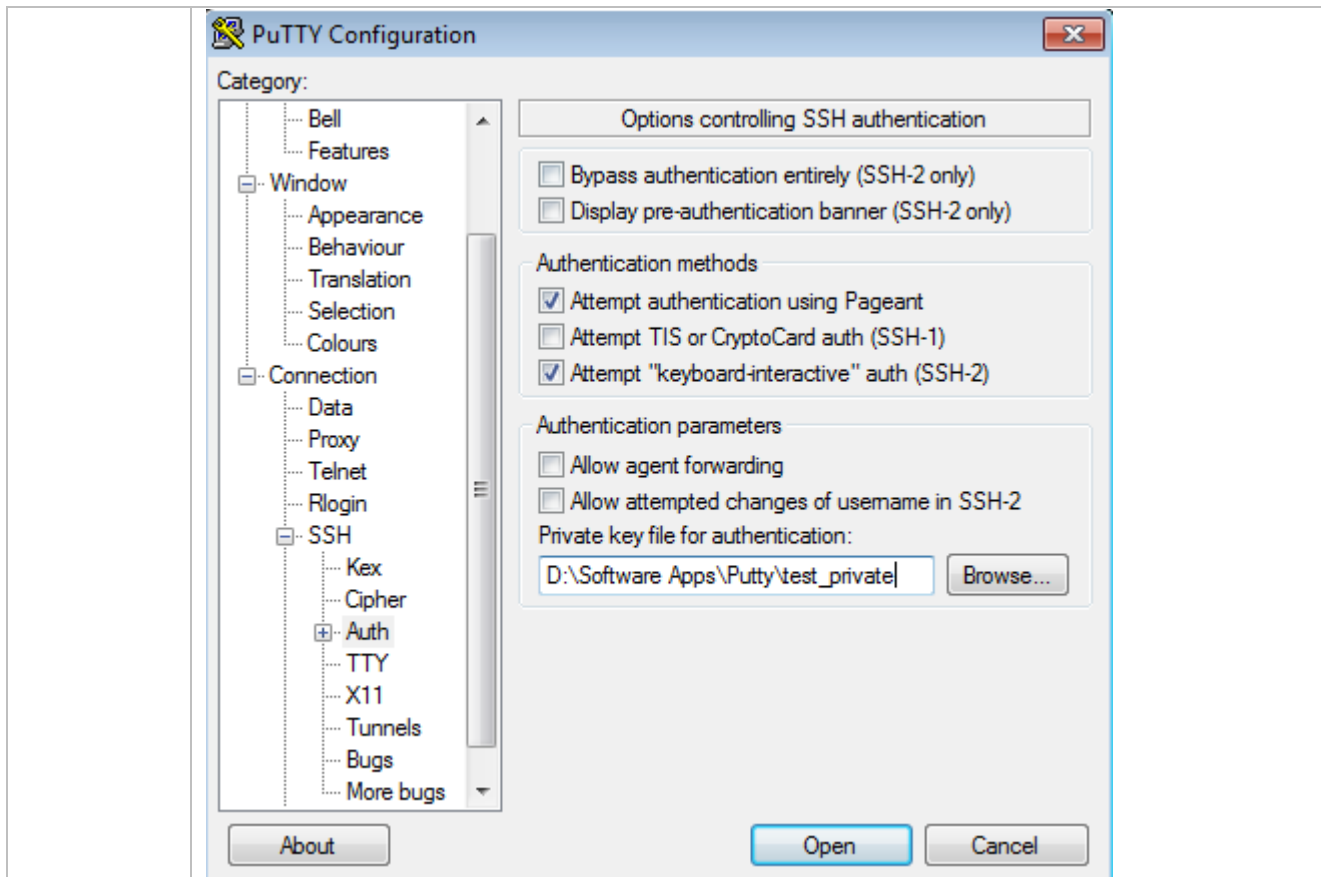 PuTTY Configuration
Category:
Bell
Features
Window
Appearance
Behaviour
Translation
Selection
Colours
Connection
Data
Proxy
Telnet
Rlogin
SSH
Kex
Cipher
Auth
TTY
X11
Tunnels
Bugs
More bugs
Options controlling SSH authentication
Bypass authentication entirely (SSH-2 only)
Display pre-authentication banner (SSH-2 only)
Authentication methods
Attempt authentication using Pageant
Attempt TIS or CryptoCard auth (SSH-1)
Attempt "keyboard-interactive" auth (SSH-2)
Authentication parameters
Allow agent forwarding
Allow attempted changes of username in SSH-2
Private key file for authentication:
D:\Software Apps\Putty\test_private
Browse...
About
Open
Cancel